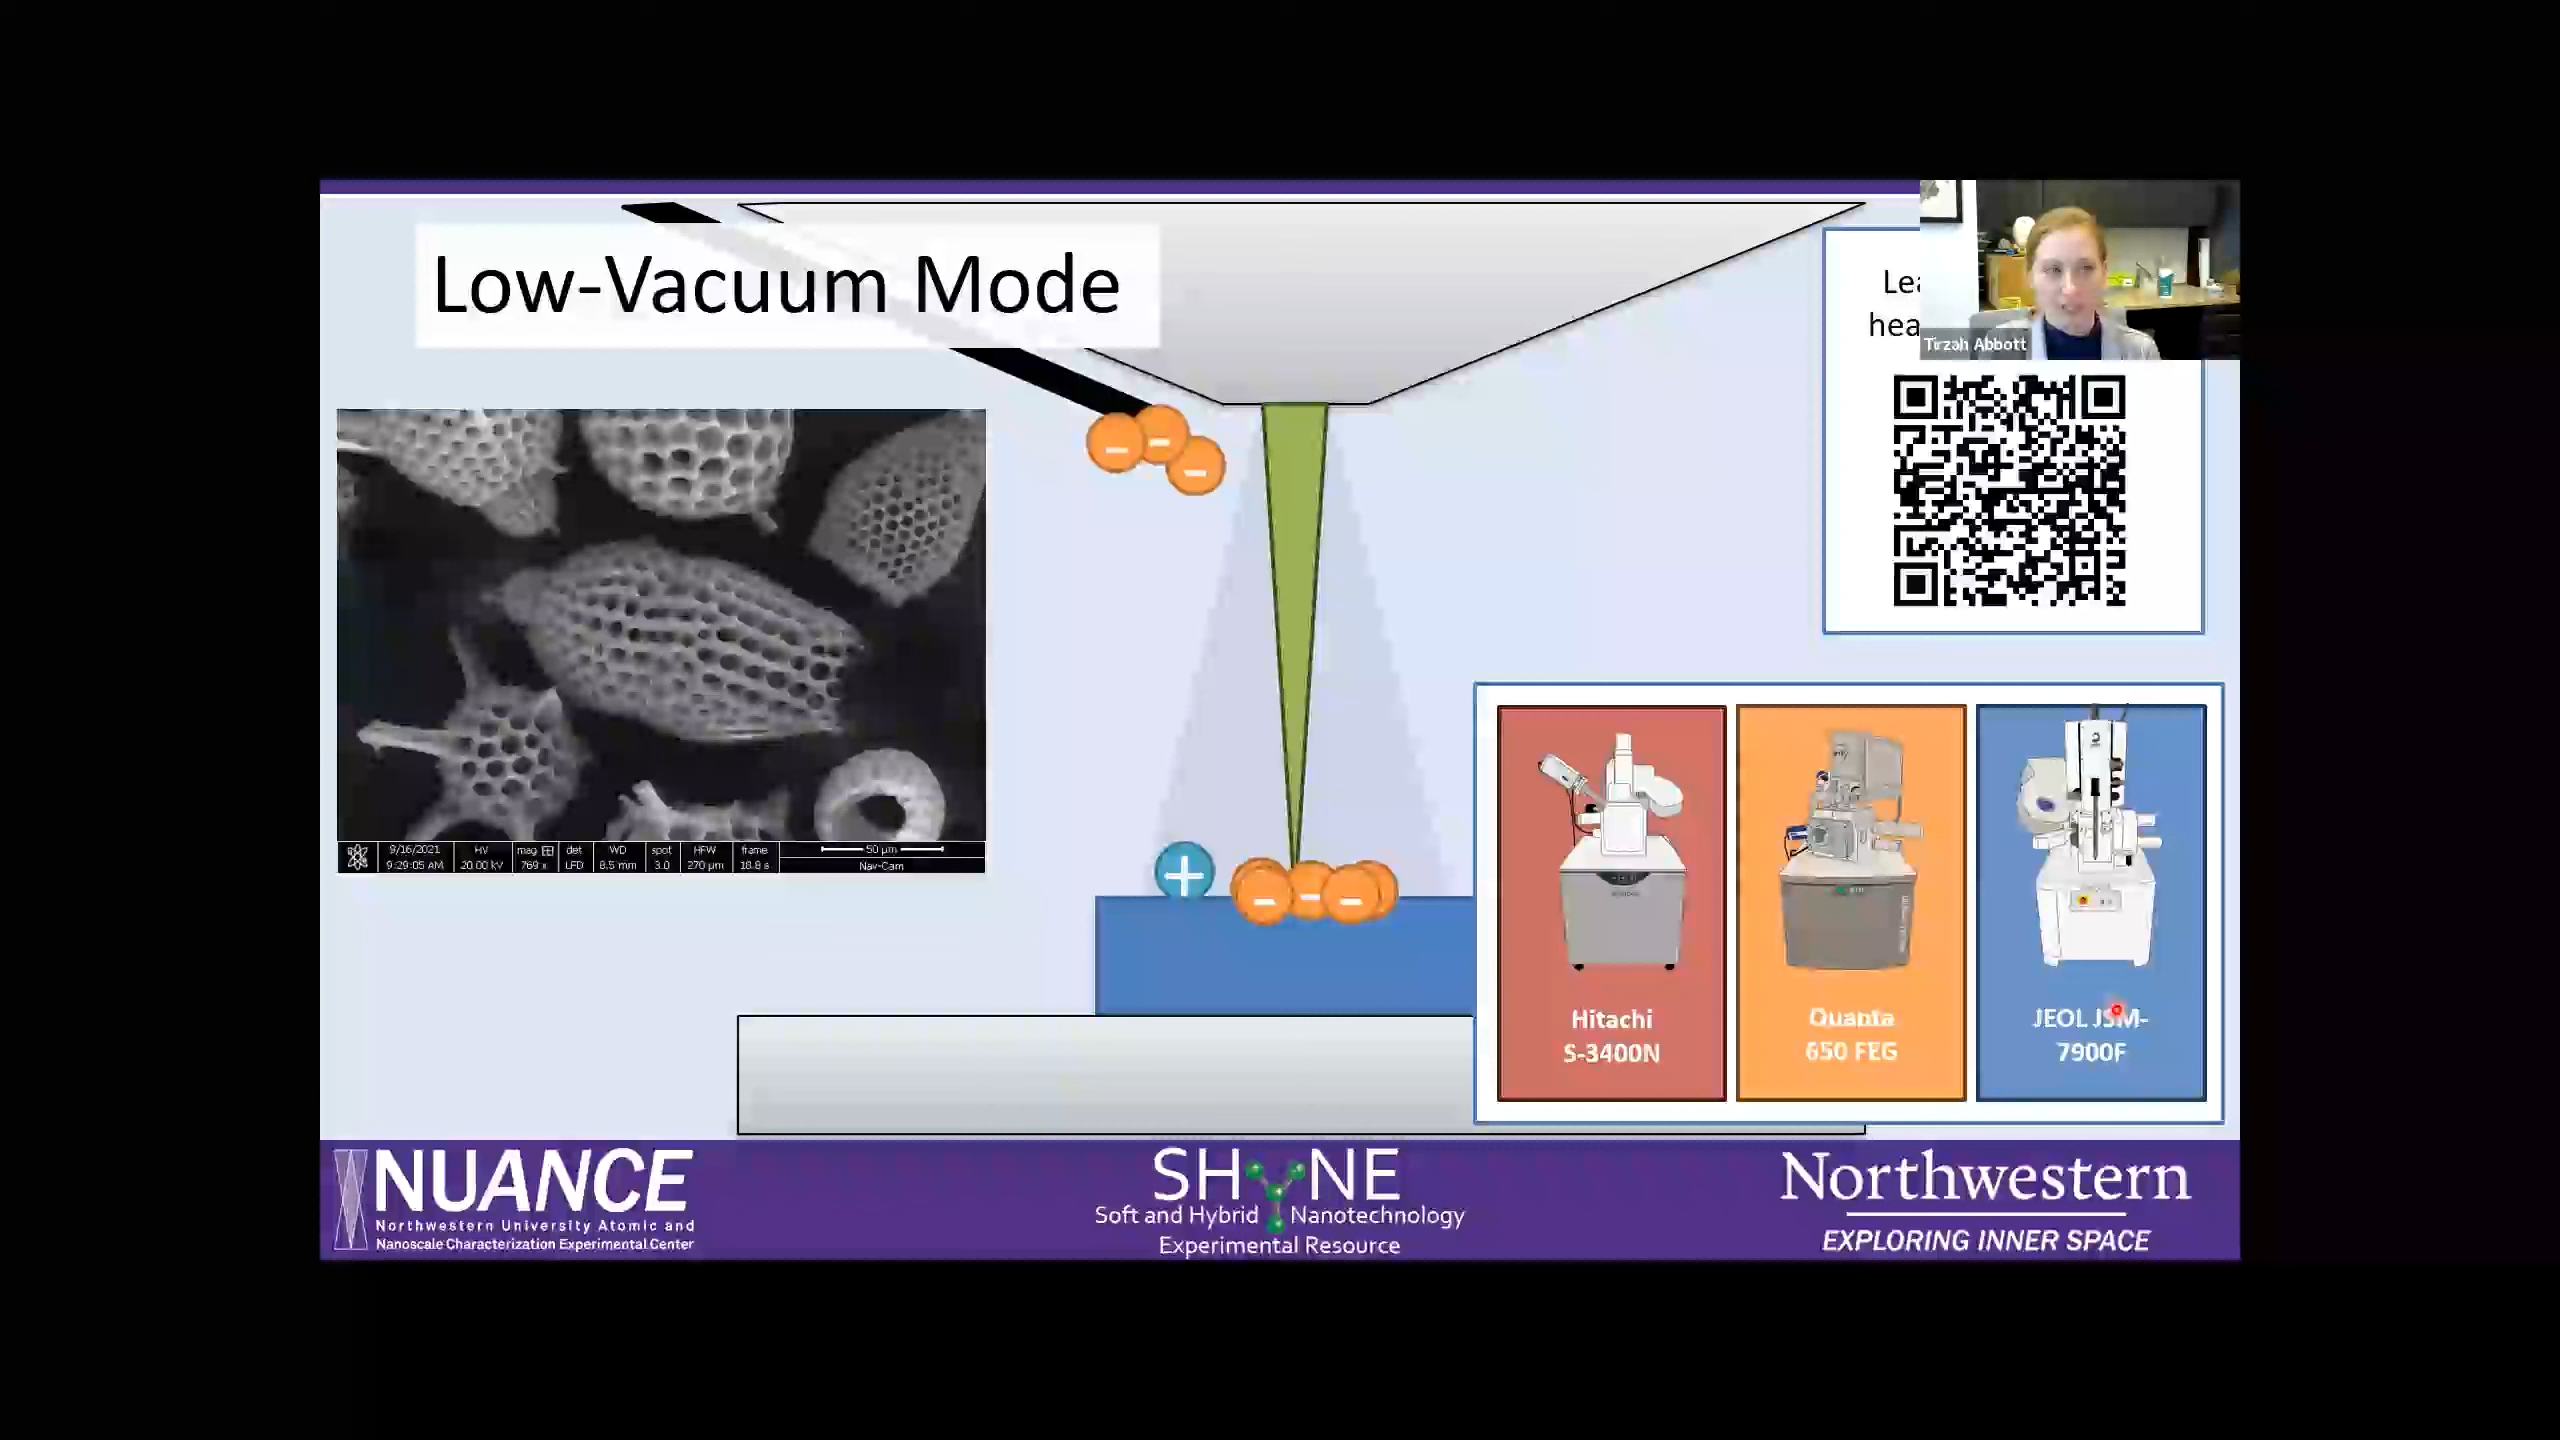 Low-Vacuum Mode
Lea
hea
Tirzah Abbott
9/16/2021
9:29:05 AM
HV
20.00 kV
mag
769 x
det
LFD
WD
8.5 mm
spot
3.0
HFW
270 µm
frame
18.8 s
50 µm
Nav-Cam
Hitachi
S-3400N
Quanta
650 FEG
JEOL JSM-
7900F
NUANCE
Northwestern University Atomic and
Nanoscale Characterization Experimental Center
SHYNE
Soft and Hybrid Nanotechnology
Experimental Resource
Northwestern
EXPLORING INNER SPACE